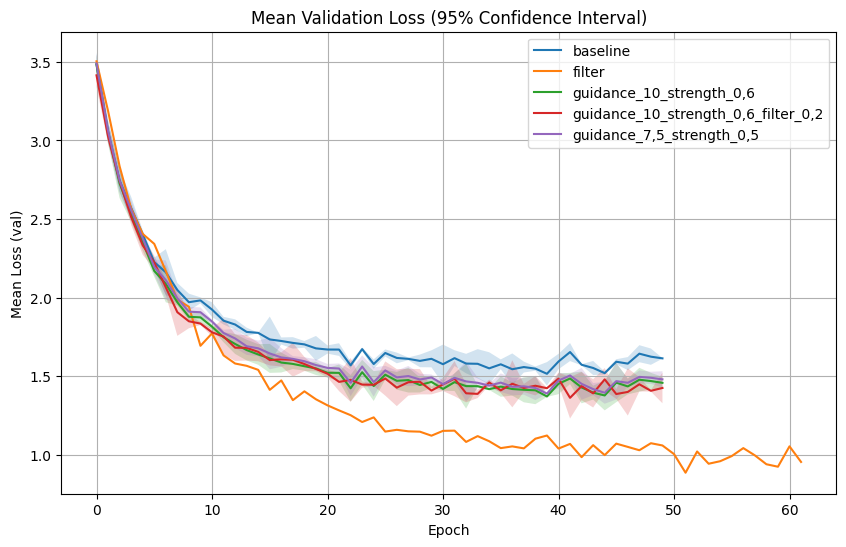 Mean Validation Loss (95% Confidence Interval)
baseline
filter
guidance_10_strength_0,6
guidance_10_strength_0,6_filter_0,2
guidance_7,5_strength_0,5
Mean Loss (val)
3.5
3.0
2.5
2.0
1.5
1.0
0
10
20
30
40
50
60
Epoch